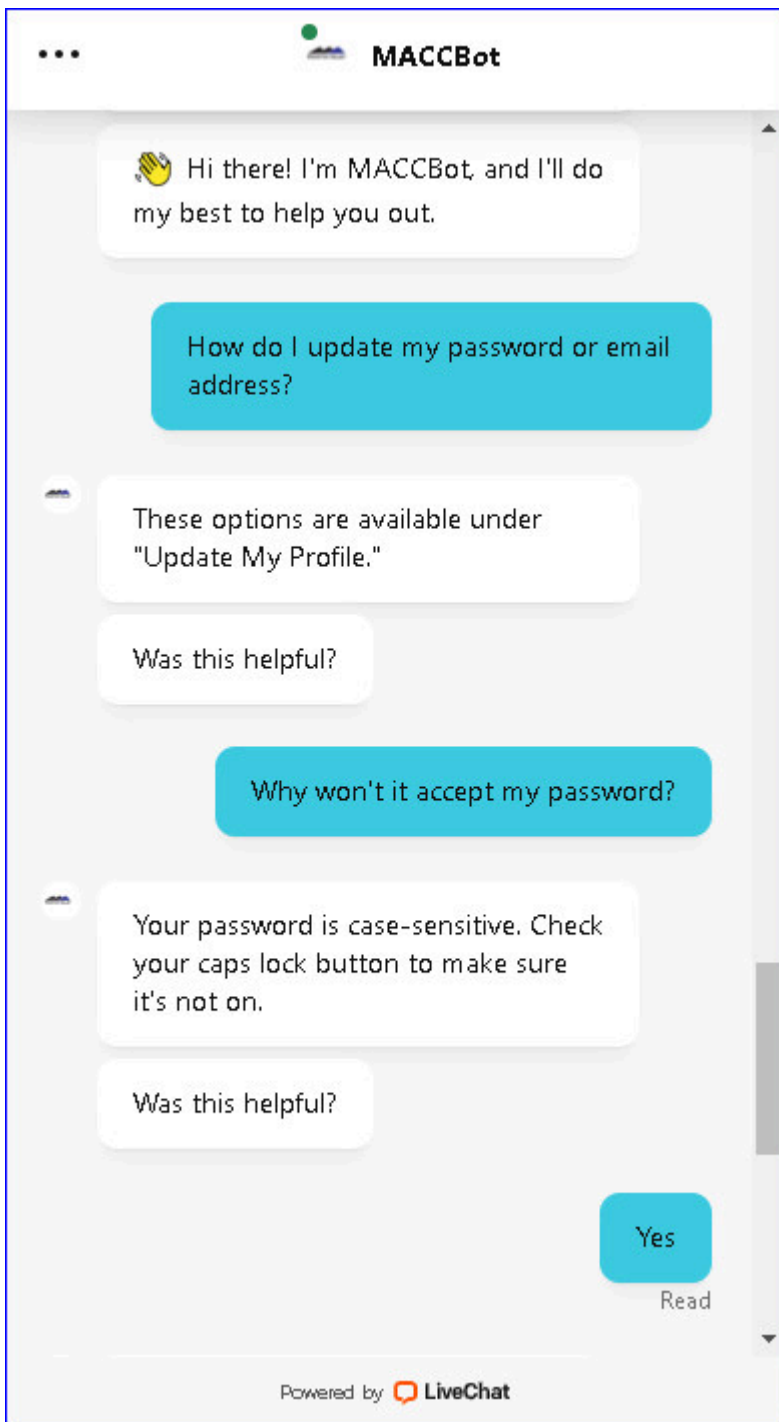 MACCBot
👋 Hi there! I'm MACCBot, and I'll do
my best to help you out.
How do I update my password or email
address?
These options are available under
"Update My Profile."
Was this helpful?
Why won't it accept my password?
Your password is case-sensitive. Check
your caps lock button to make sure
it's not on.
Was this helpful?
Yes
Read
Powered by LiveChat